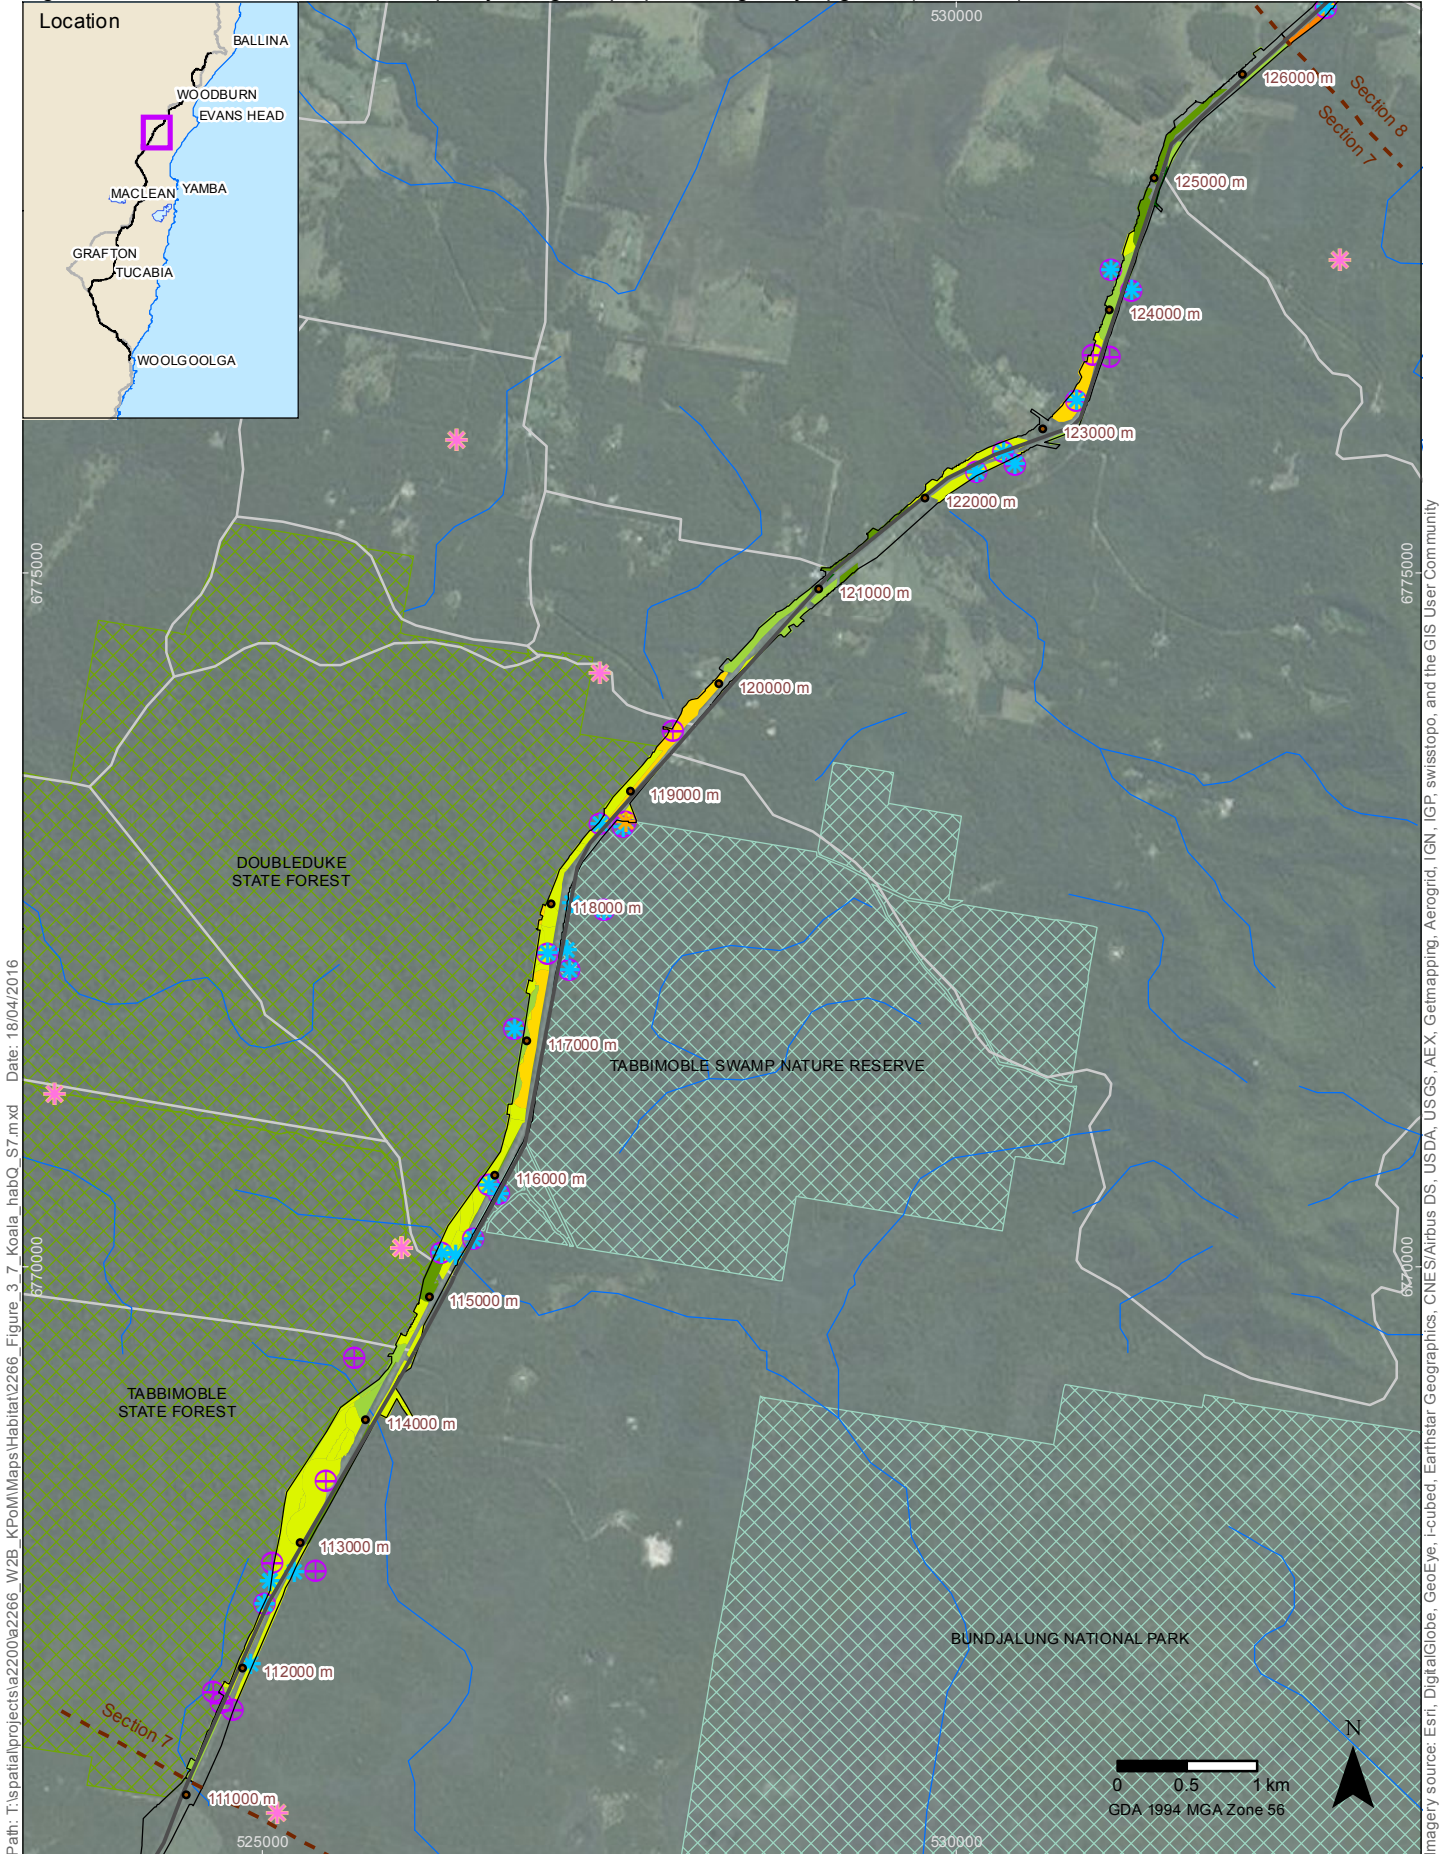 Location
BALLINA
WOODBURN
EVANS HEAD
MACLEAN
YAMBA
GRAFTON
TUCABIA
WOOLGOOLGA
530000
126000 m
Section 8
Section 7
125000 m
124000 m
123000 m
122000 m
121000 m
120000 m
119000 m
118000 m
117000 m
116000 m
115000 m
114000 m
113000 m
112000 m
111000 m
6775000
6775000
DOUBLEDUKE
STATE FOREST
TABBIMOBLE SWAMP NATURE RESERVE
6770000
6770000
TABBIMOBLE
STATE FOREST
BUNDJALUNG NATIONAL PARK
Section 7
N
0 0.5 1 km
GDA 1994 MGA Zone 56
525000
530000
Path: T:\spatial\projects\a2200\a2266_W2B_KPoM\Maps\Habitat\2266_Figure_3_7_Koala_habQ_S7.mxd Date: 18/04/2016
Imagery source: Esri, DigitalGlobe, GeoEye, i-cubed, Earthstar Geographics, CNES/Airbus DS, USDA, USGS, AEX, Getmapping, Aerogrid, IGN, IGP, swisstopo, and the GIS User Community